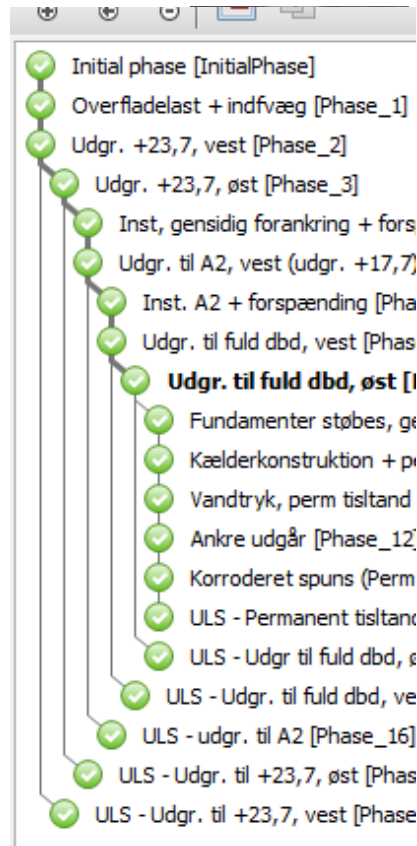 Initial phase [InitialPhase]
Overfladelast + indfvæg [Phase_1]
Udgr. +23,7, vest [Phase_2]
Udgr. +23,7, øst [Phase_3]
Inst, gensidig forankring + forsp
Udgr. til A2, vest (udgr. +17,7)
Inst. A2 + forspænding [Pha
Udgr. til fuld dbd, vest [Phas
Udgr. til fuld dbd, øst [
Fundamenter støbes, ge
Kælderkonstruktion + pe
Vandtryk, perm tisltand
Ankre udgår [Phase_12]
Korroderet spuns (Perm
ULS - Permanent tisltand
ULS - Udgr til fuld dbd, ø
ULS - Udgr. til fuld dbd, ve
ULS - udgr. til A2 [Phase_16]
ULS - Udgr. til +23,7, øst [Phas
ULS - Udgr. til +23,7, vest [Phase